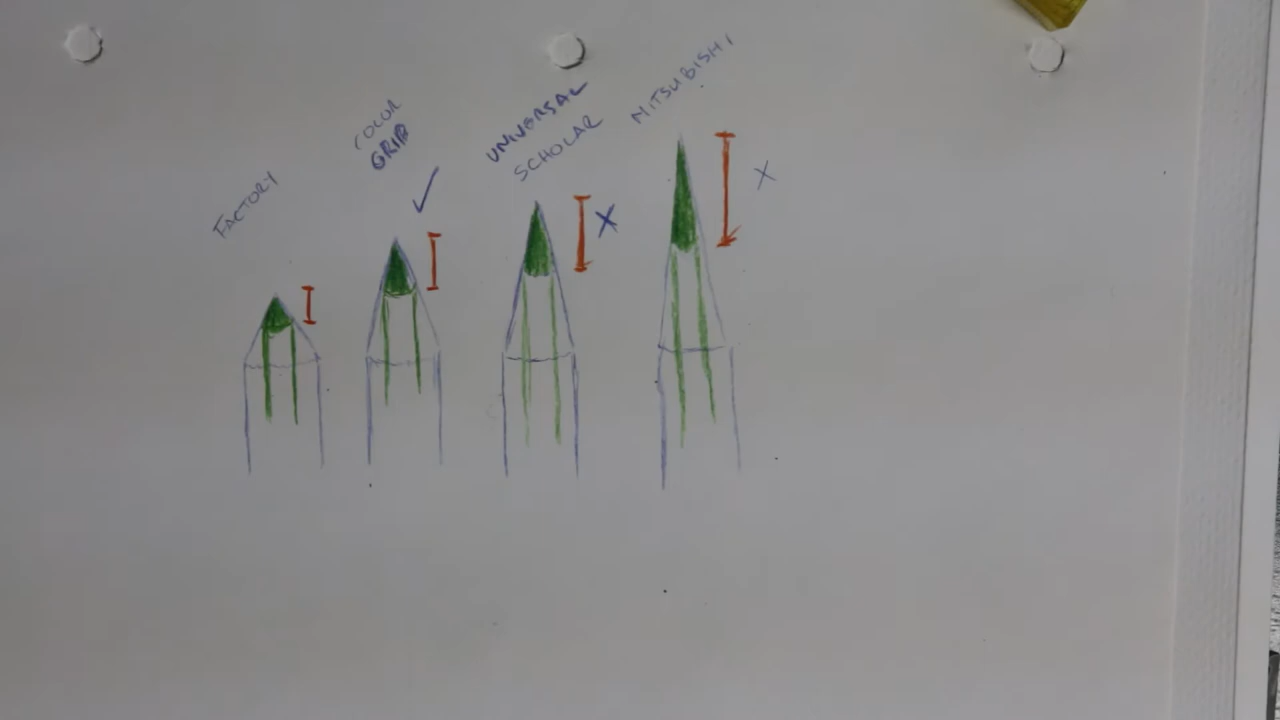 FACTORY
COLOR
GRIP
✓
UNIVERSAL
SCHOLAR
X
MITSUBISHI
X